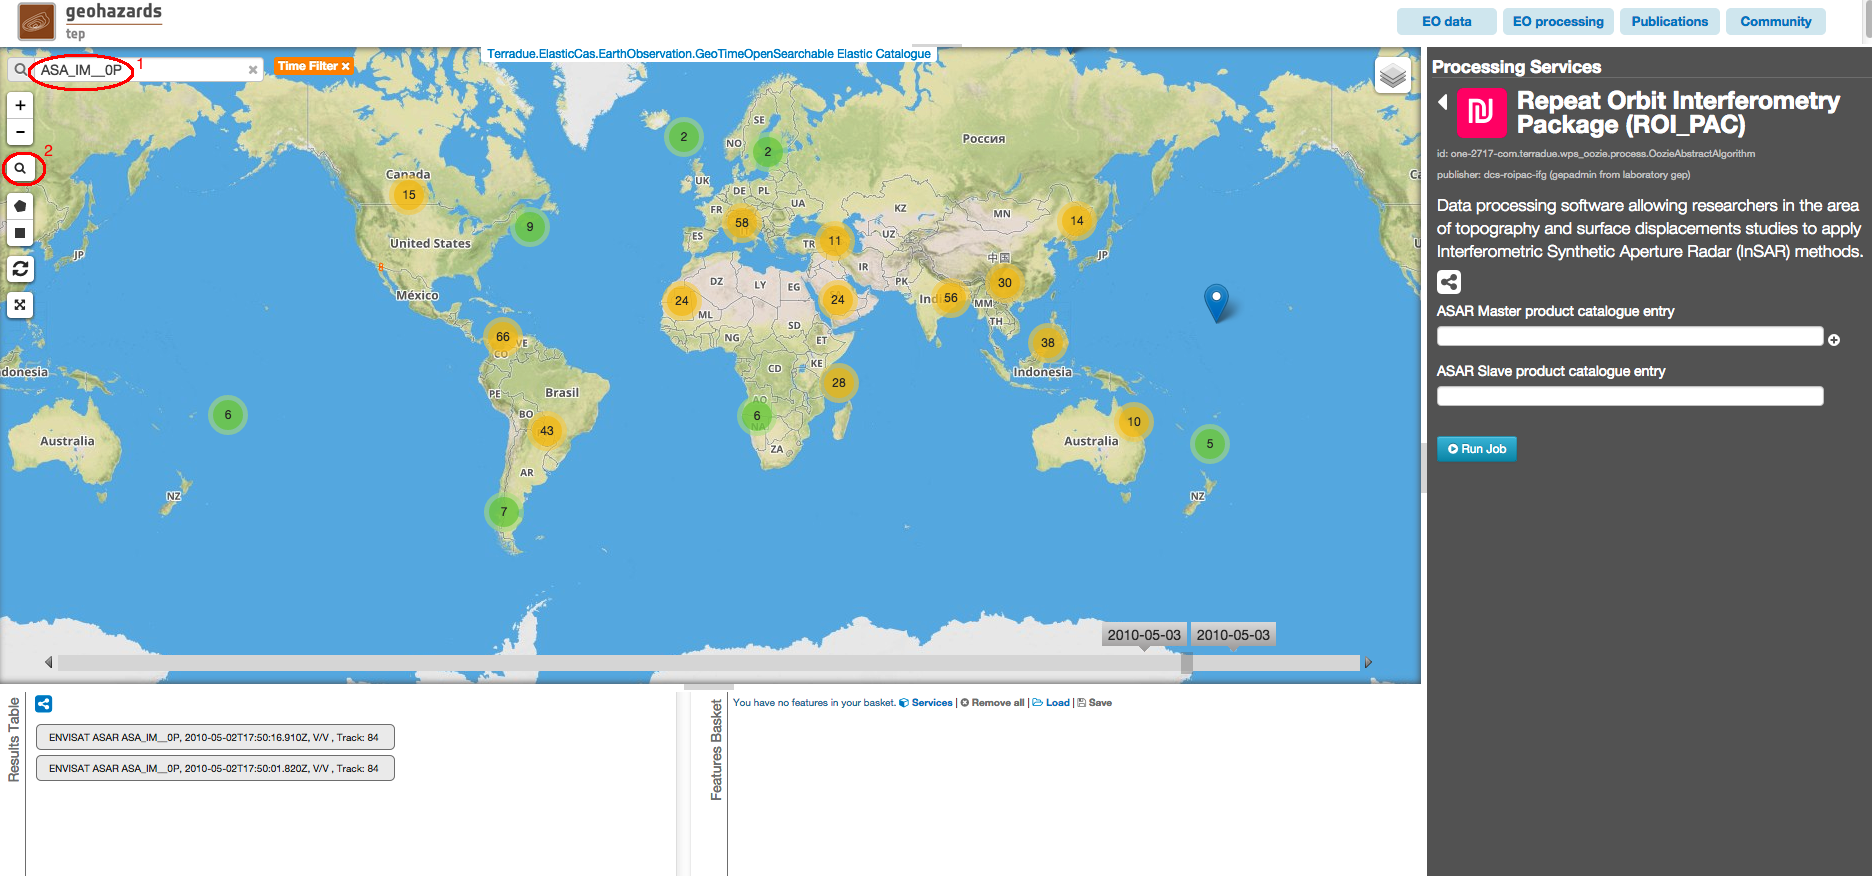 geohazards
tep
EO data
EO processing
Publications
Community
Terradue.ElasticCas.EarthObservation.GeoTimeOpenSearchable Elastic Catalogue
ASA_IM__0P
1
Time Filter ×
+
−
2
SE
NO
Россия
2
2
Canada
15
UK
DE
PL
UA
KZ
MN
FR
58
14
9
United States
ES
TR
11
UZ
JP
JP
IR
中国
México
DZ
LY
EG
PK
24
24
Ind
56
30
MM
ML
SD
TH
66
VE
CO
NG
ET
38
KE
donesia
CD
Indonesia
28
PE
Brasil
AO
6
BO
6
NA
10
43
Australia
Australia
5
ZA
AR
NZ
NZ
7
2010-05-03
2010-05-03
Processing Services
Repeat Orbit Interferometry
Package (ROI_PAC)
id: one-2717-com.terradue.wps_oozie.process.OozieAbstractAlgorithm
publisher: dcs-roipac-ifg (gepadmin from laboratory gep)
Data processing software allowing researchers in the area
of topography and surface displacements studies to apply
Interferometric Synthetic Aperture Radar (InSAR) methods.
ASAR Master product catalogue entry
ASAR Slave product catalogue entry
Run Job
Results Table
ENVISAT ASAR ASA_IM__0P, 2010-05-02T17:50:16.910Z, V/V , Track: 84
ENVISAT ASAR ASA_IM__0P, 2010-05-02T17:50:01.820Z, V/V , Track: 84
Features Basket
You have no features in your basket. Services | Remove all | Load | Save